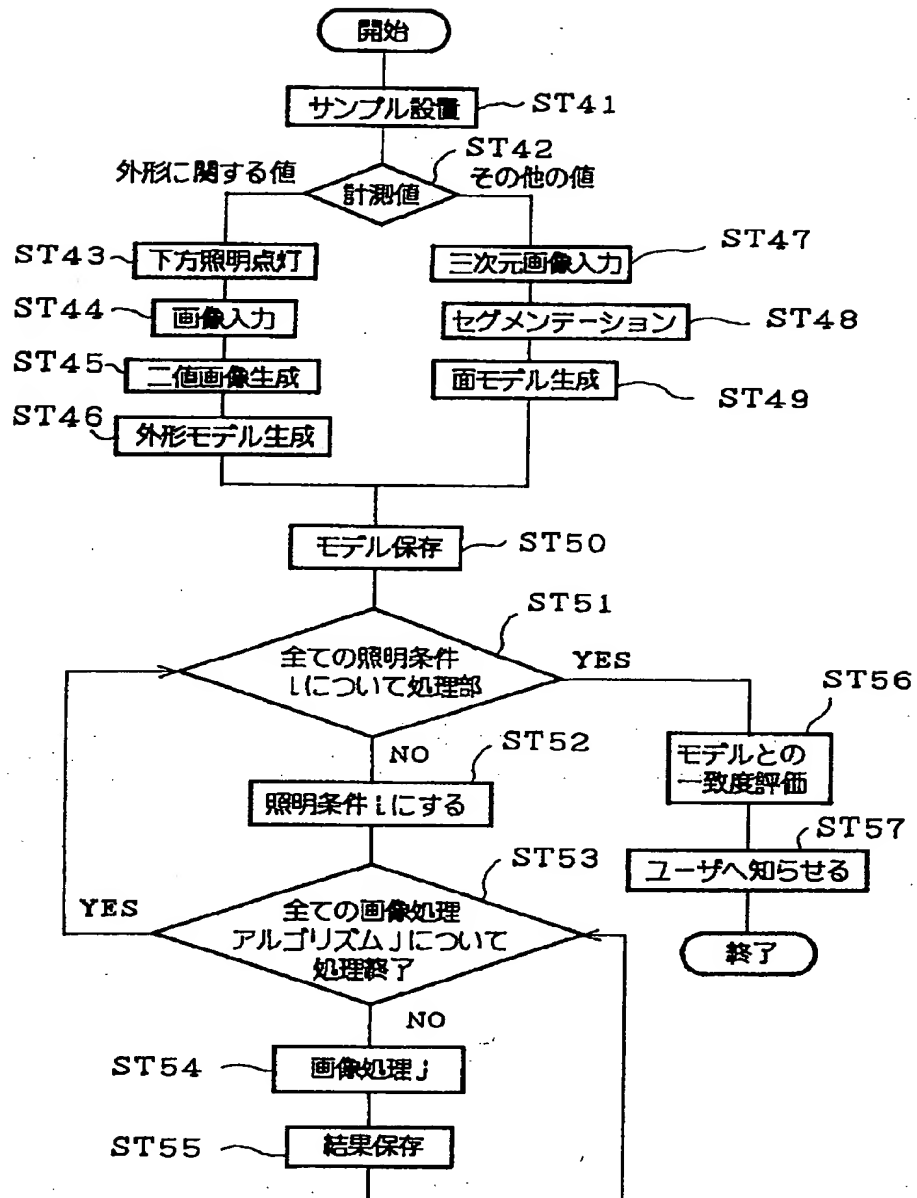 開始
サンプル設置
ST41
ST42
外形に関する値
その他の値
計測値
ST43
下方照明点灯
ST44
画像入力
ST45
二値画像生成
ST46
外形モデル生成
ST47
三次元画像入力
セグメンテーション
ST48
面モデル生成
ST49
モデル保存
ST50
ST51
全ての照明条件
iについて処理部
YES
NO
ST52
照明条件iにする
ST53
YES
全ての画像処理
アルゴリズムjについて
処理終了
NO
ST54
画像処理j
ST55
結果保存
ST56
モデルとの
一致度評価
ST57
ユーザへ知らせる
終了